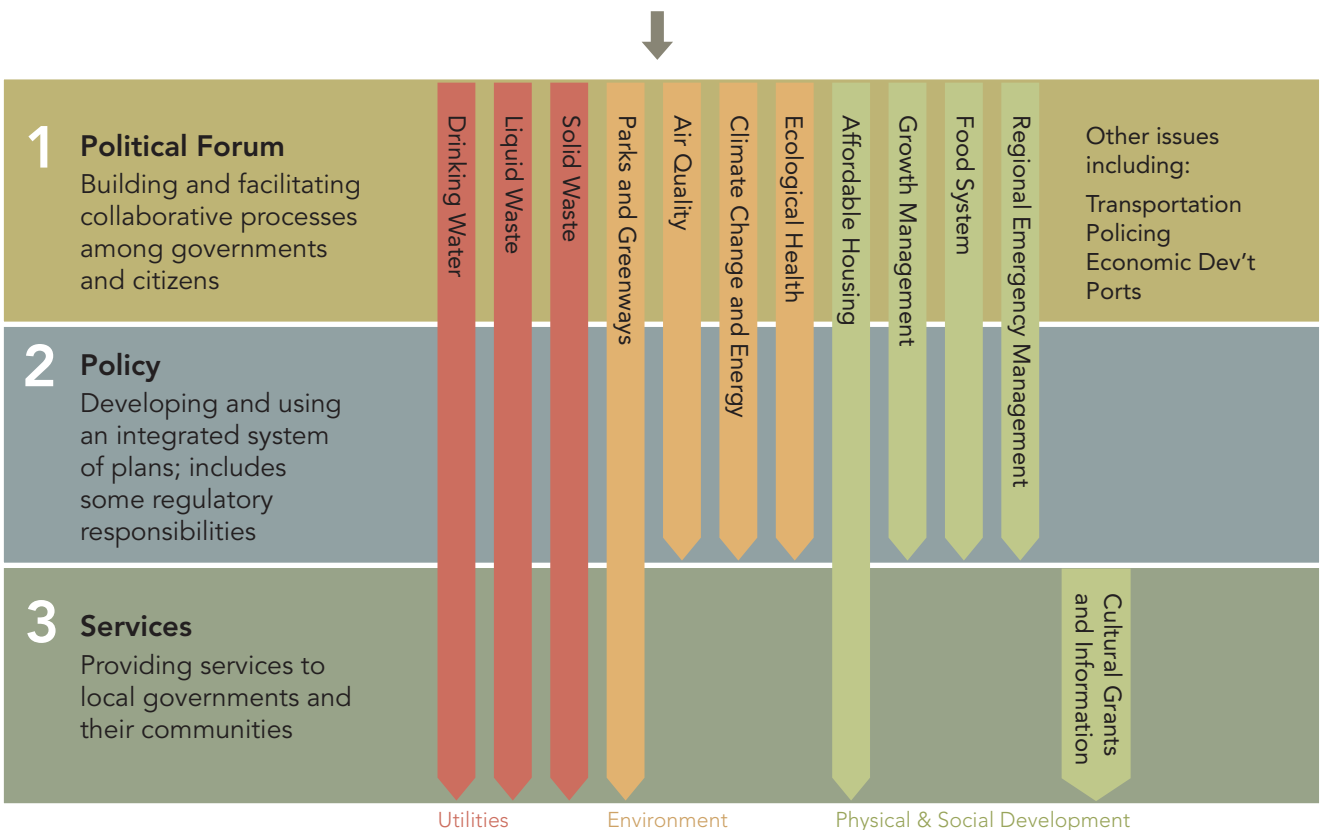 1
Political Forum
Building and facilitating
collaborative processes
among governments
and citizens
Drinking Water
Liquid Waste
Solid Waste
Parks and Greenways
Air Quality
Climate Change and Energy
Ecological Health
Affordable Housing
Growth Management
Food System
Regional Emergency Management
Other issues
including:
Transportation
Policing
Economic Dev't
Ports
2
Policy
Developing and using
an integrated system
of plans; includes
some regulatory
responsibilities
3
Services
Providing services to
local governments and
their communities
Cultural Grants
and Information
Utilities
Environment
Physical & Social Development